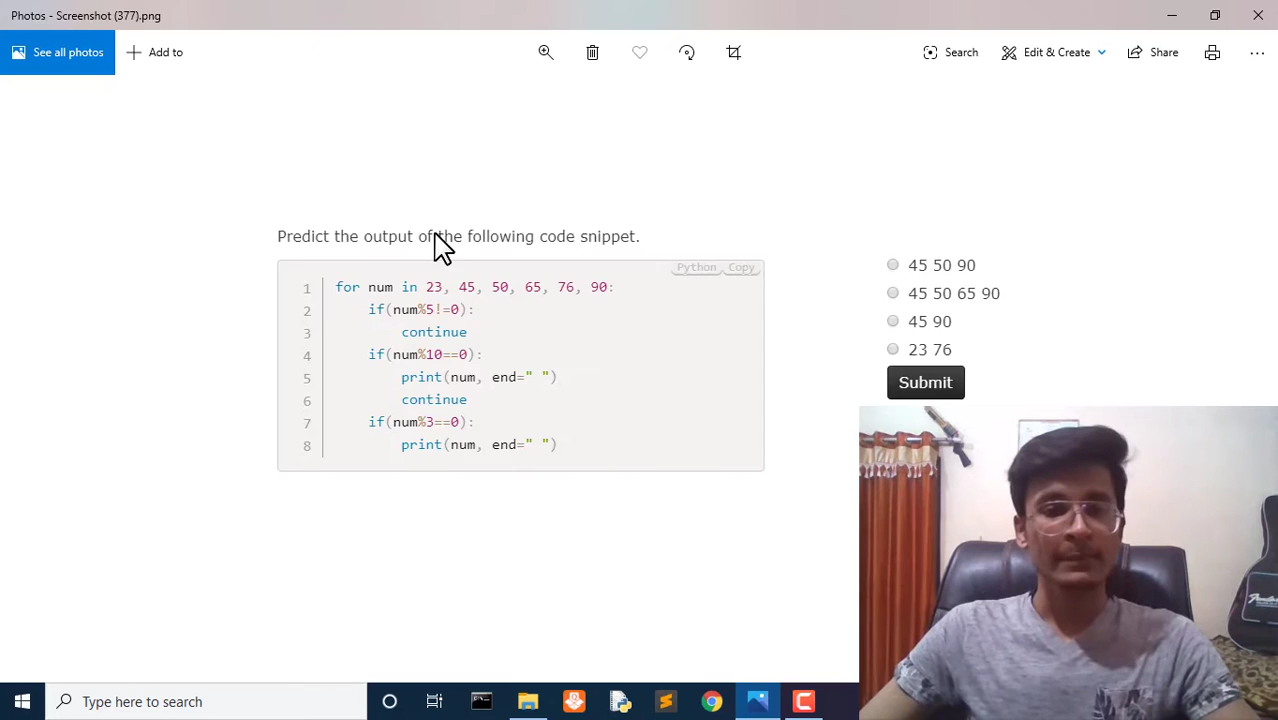 Photos - Screenshot (377).png
See all photos
Add to
Search
Edit & Create
Share
Predict the output of the following code snippet.
Python Copy
1 for num in 23, 45, 50, 65, 76, 90:
2 if(num%5!=0):
3 continue
4 if(num%10==0):
5 print(num, end=" ")
6 continue
7 if(num%3==0):
8 print(num, end=" ")
45 50 90
45 50 65 90
45 90
23 76
Submit
Fender
Type here to search